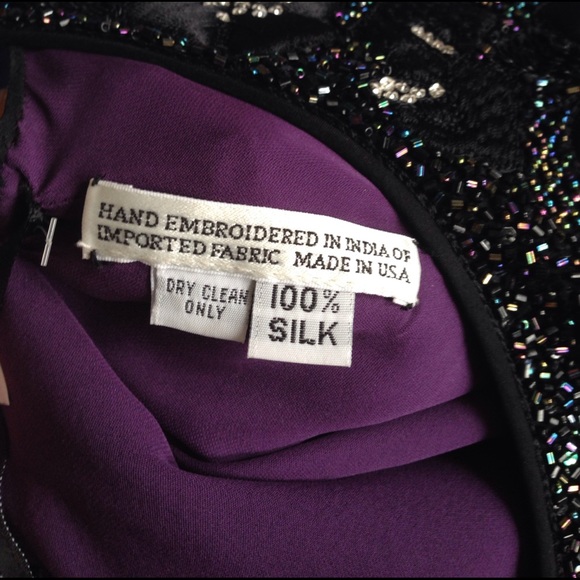 HAND EMBROIDERED IN INDIA OF
IMPORTED FABRIC MADE IN USA
DRY CLEAN
ONLY
100%
SILK